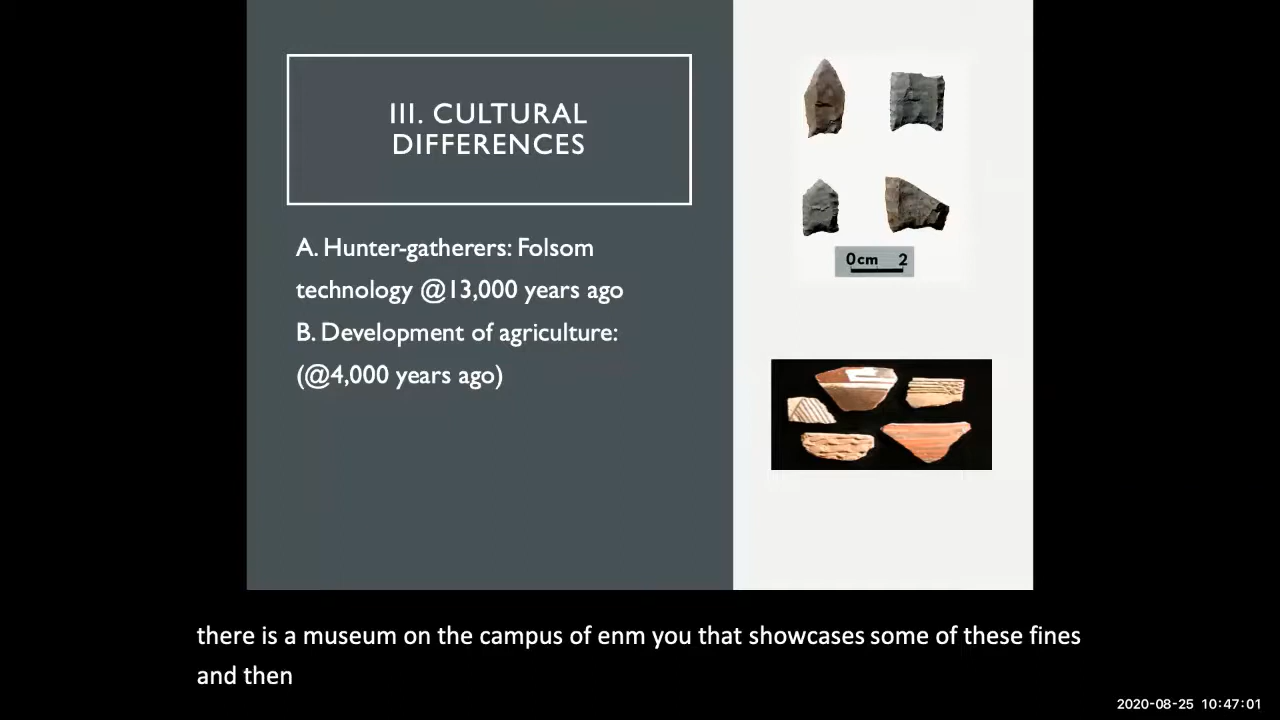 III. CULTURAL
DIFFERENCES
A. Hunter-gatherers: Folsom
technology @13,000 years ago
B. Development of agriculture:
(@4,000 years ago)
0cm 2
there is a museum on the campus of enm you that showcases some of these fines
and then
2020-08-25 10:47:01